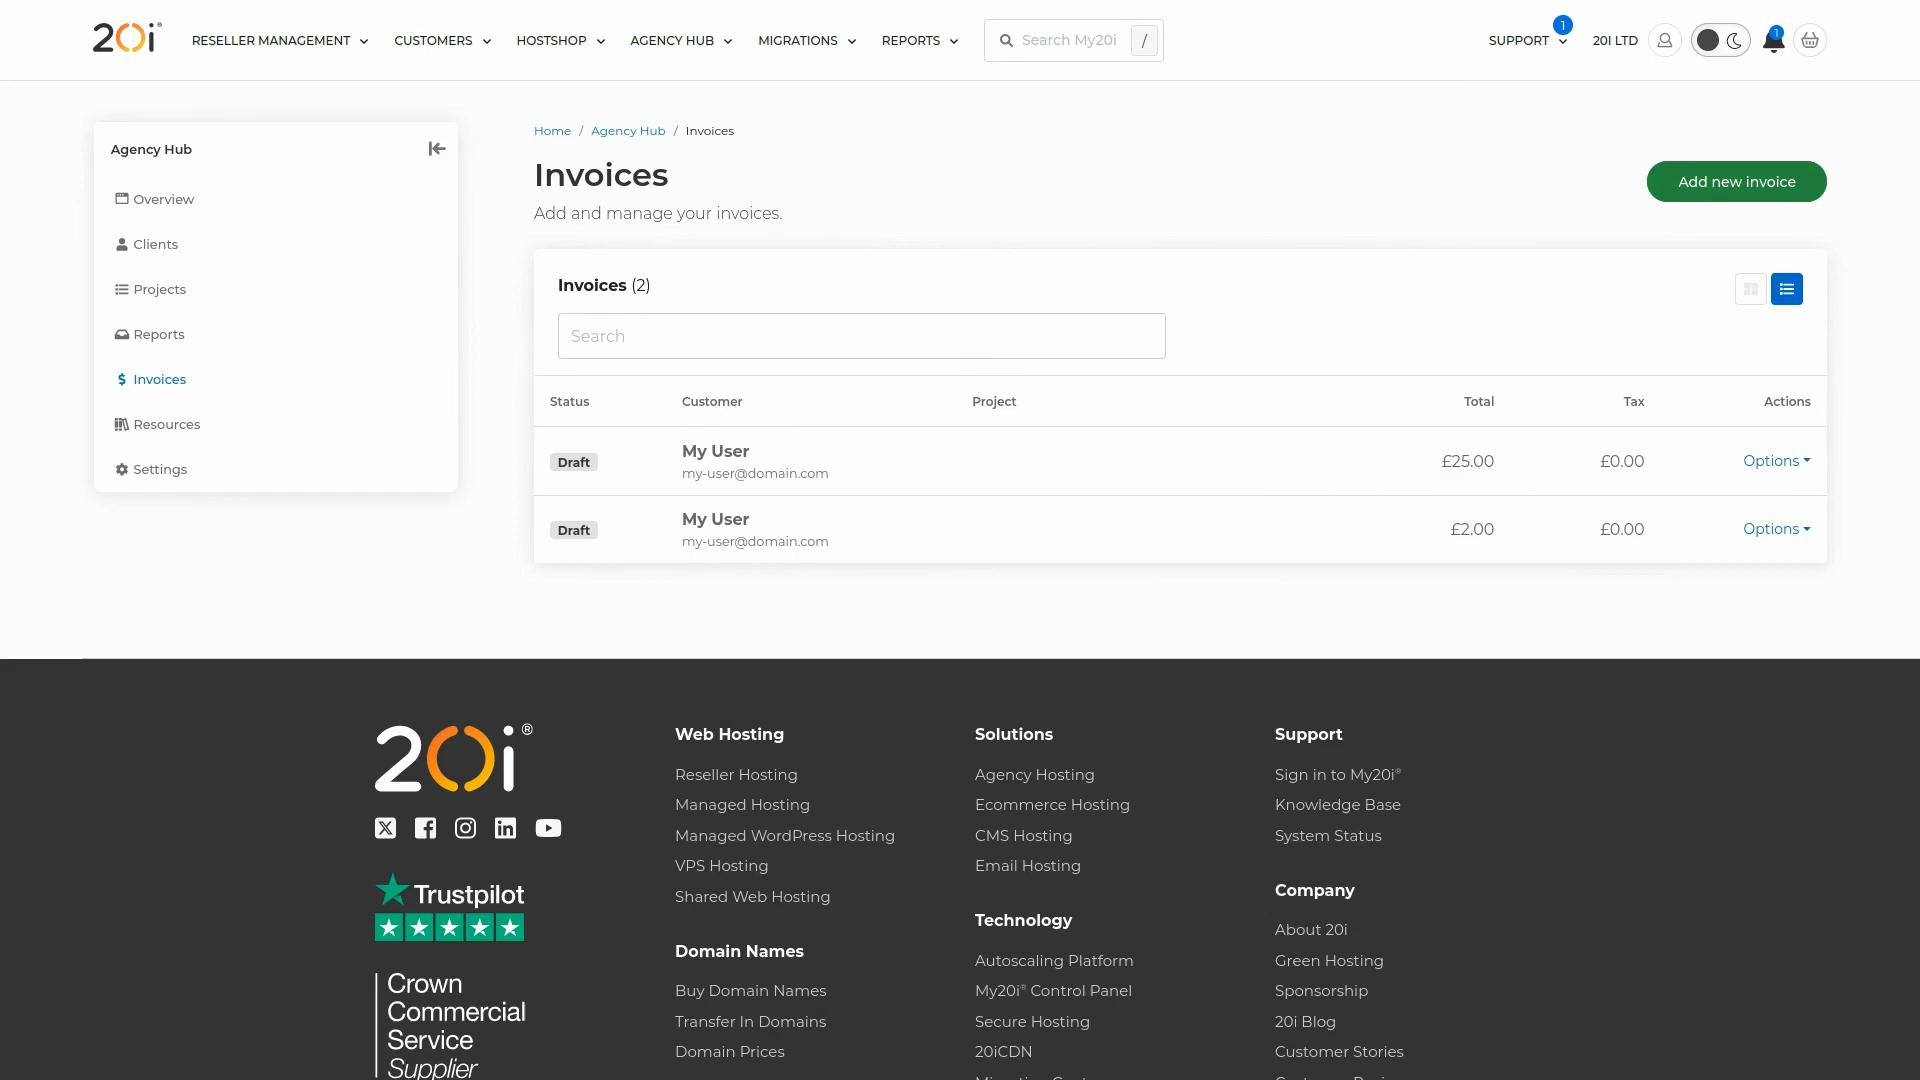 20i®
RESELLER MANAGEMENT
CUSTOMERS
HOSTSHOP
AGENCY HUB
MIGRATIONS
REPORTS
Search My20i
/
SUPPORT
1
20I LTD
1
Agency Hub
Overview
Clients
Projects
Reports
Invoices
Resources
Settings
Home / Agency Hub / Invoices
Invoices
Add and manage your invoices.
Add new invoice
Invoices (2)
Search
Status Customer Project Total Tax Actions
Draft My User £25.00 £0.00 Options
my-user@domain.com
Draft My User £2.00 £0.00 Options
my-user@domain.com
20i®
Trustpilot
Crown
Commercial
Service
Supplier
Web Hosting
Reseller Hosting
Managed Hosting
Managed WordPress Hosting
VPS Hosting
Shared Web Hosting
Domain Names
Buy Domain Names
Transfer In Domains
Domain Prices
Solutions
Agency Hosting
Ecommerce Hosting
CMS Hosting
Email Hosting
Technology
Autoscaling Platform
My20i® Control Panel
Secure Hosting
20iCDN
Support
Sign in to My20i®
Knowledge Base
System Status
Company
About 20i
Green Hosting
Sponsorship
20i Blog
Customer Stories